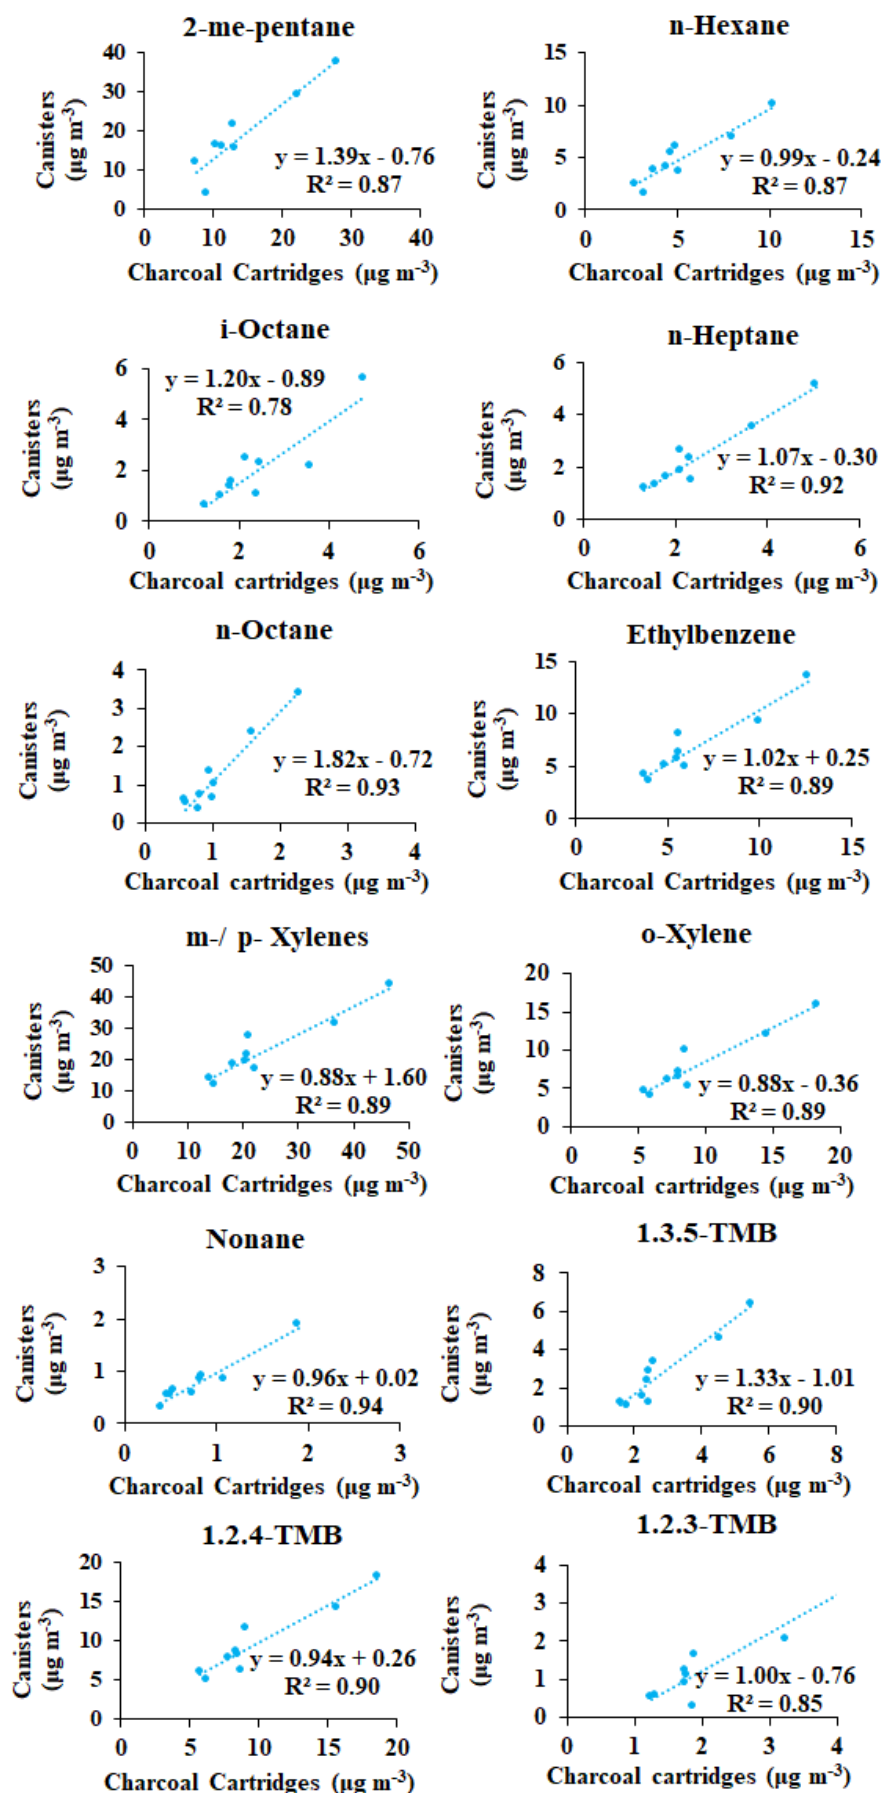 2-me-pentane
40
30
20
10
0
Canisters
(µg m-3)
y = 1.39x - 0.76
R² = 0.87
0 10 20 30 40
Charcoal Cartridges (µg m-3)
n-Hexane
15
10
5
0
Canisters
(µg m-3)
y = 0.99x - 0.24
R² = 0.87
0 5 10 15
Charcoal Cartridges (µg m-3)
i-Octane
6
4
2
0
Canisters
(µg m-3)
y = 1.20x - 0.89
R² = 0.78
0 2 4 6
Charcoal cartridges (µg m-3)
n-Heptane
6
4
2
0
Canisters
(µg m-3)
y = 1.07x - 0.30
R² = 0.92
0 2 4 6
Charcoal Cartridges (µg m-3)
n-Octane
4
3
2
1
0
Canisters
(µg m-3)
y = 1.82x - 0.72
R² = 0.93
0 1 2 3 4
Charcoal cartridges (µg m-3)
Ethylbenzene
15
10
5
0
Canisters
(µg m-3)
y = 1.02x + 0.25
R² = 0.89
0 5 10 15
Charcoal Cartridges (µg m-3)
m-/ p- Xylenes
50
40
30
20
10
0
Canisters
(µg m-3)
y = 0.88x + 1.60
R² = 0.89
0 10 20 30 40 50
Charcoal Cartridges (µg m-3)
o-Xylene
20
15
10
5
0
Canisters
(µg m-3)
y = 0.88x - 0.36
R² = 0.89
0 5 10 15 20
Charcoal cartridges (µg m-3)
Nonane
3
2
1
0
Canisters
(µg m-3)
y = 0.96x + 0.02
R² = 0.94
0 1 2 3
Charcoal Cartridges (µg m-3)
1.3.5-TMB
8
6
4
2
0
Canisters
(µg m-3)
y = 1.33x - 1.01
R² = 0.90
0 2 4 6 8
Charcoal cartridges (µg m-3)
1.2.4-TMB
20
15
10
5
0
Canisters
(µg m-3)
y = 0.94x + 0.26
R² = 0.90
0 5 10 15 20
Charcoal Cartridges (µg m-3)
1.2.3-TMB
4
3
2
1
0
Canisters
(µg m-3)
y = 1.00x - 0.76
R² = 0.85
0 1 2 3 4
Charcoal cartridges (µg m-3)